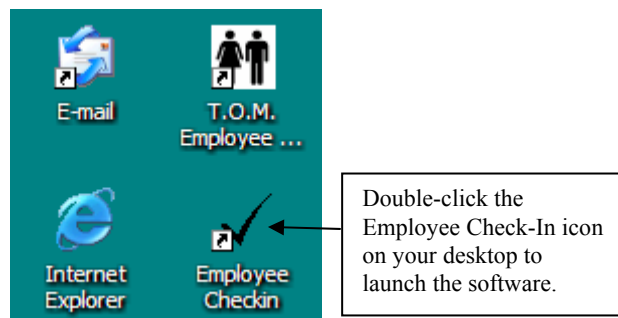 E-mail
T.O.M.
Employee ...
Internet
Explorer
Employee
Checkin
Double-click the
Employee Check-In icon
on your desktop to
launch the software.